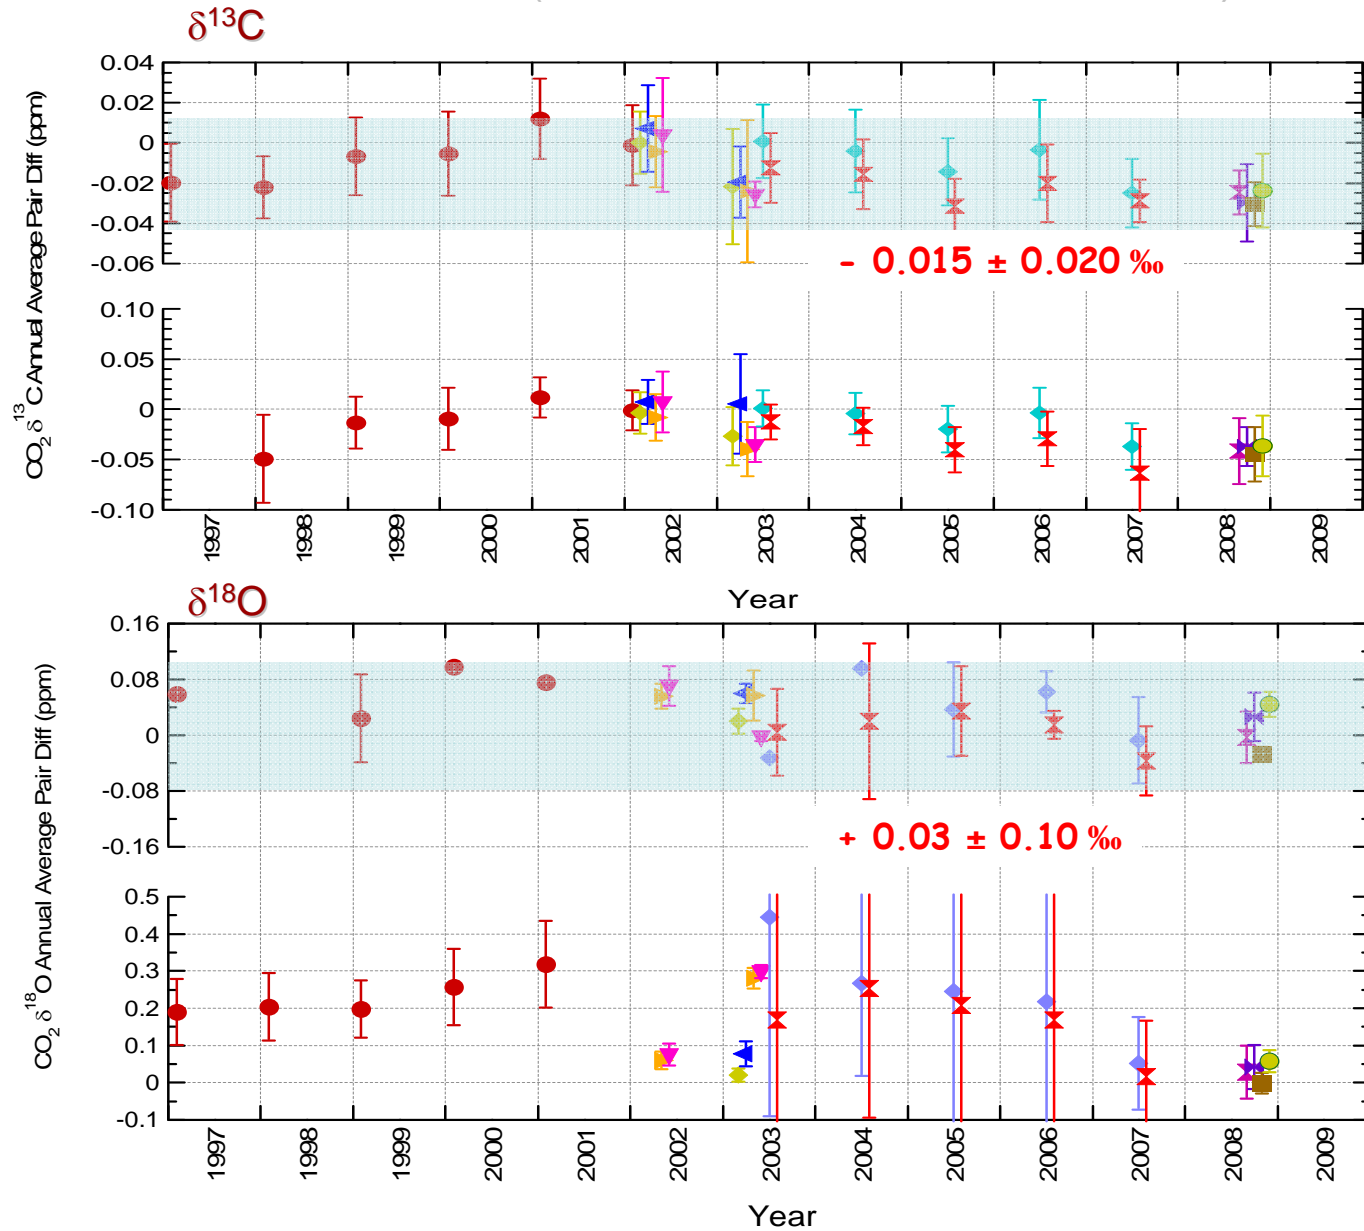 δ¹³C
CO₂ δ¹³C Annual Average Pair Diff (ppm)
0.04
0.02
0
-0.02
-0.04
-0.06
- 0.015 ± 0.020 ‰
0.10
0.05
0
-0.05
-0.10
1997 1998 1999 2000 2001 2002 2003 2004 2005 2006 2007 2008 2009
Year
δ¹⁸O
CO₂ δ¹⁸O Annual Average Pair Diff (ppm)
0.16
0.08
0
-0.08
-0.16
+ 0.03 ± 0.10 ‰
0.5
0.4
0.3
0.2
0.1
0
-0.1
1997 1998 1999 2000 2001 2002 2003 2004 2005 2006 2007 2008 2009
Year